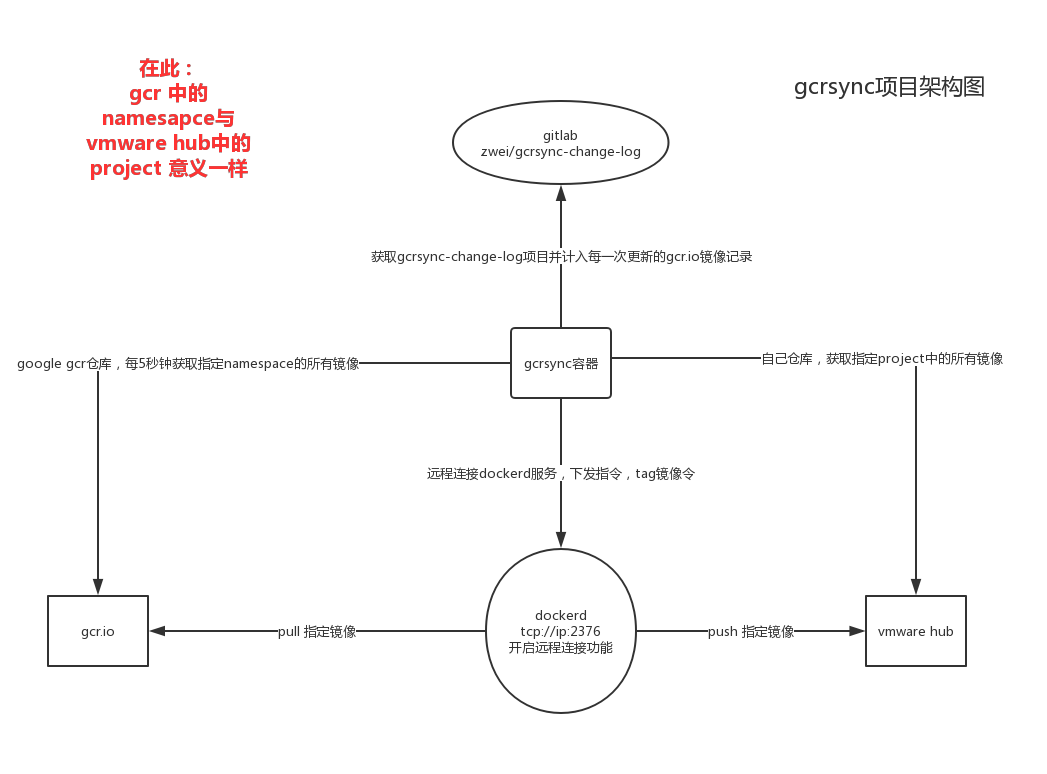 在此：
gcr 中的
namesapce与
vmware hub中的
project 意义一样
gcrsync项目架构图
gitlab
zwei/gcrsync-change-log
获取gcrsync-change-log项目并计入每一次更新的gcr.io镜像记录
google gcr仓库，每5秒钟获取指定namespace的所有镜像
gcrsync容器
自己仓库，获取指定project中的所有镜像
远程连接dockerd服务，下发指令，tag镜像令
gcr.io
pull 指定镜像
dockerd
tcp://ip:2376
开启远程连接功能
push 指定镜像
vmware hub